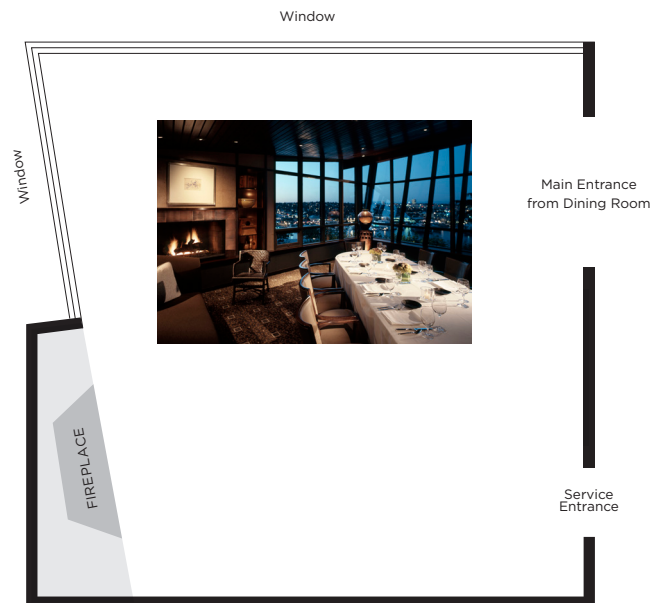 Window
Window
Main Entrance
from Dining Room
FIREPLACE
Service
Entrance